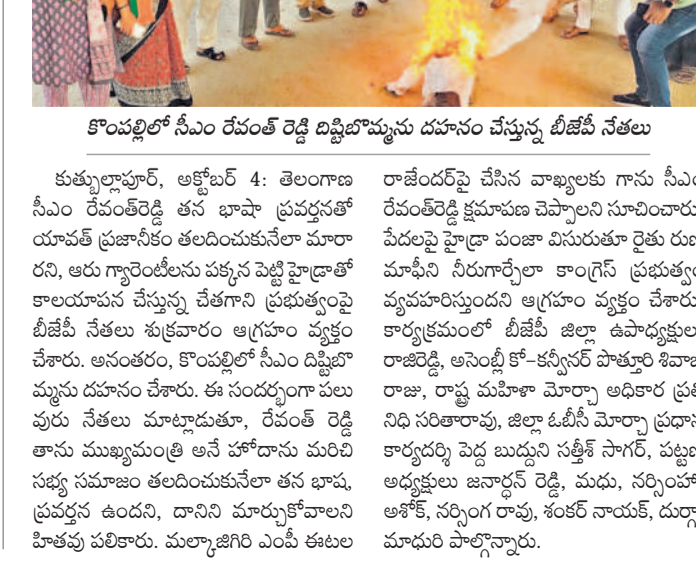 కొంపల్లిలో సీఎం రేవంత్ రెడ్డి దిష్టిబొమ్మను దహనం చేస్తున్న బీజేపీ నేతలు
కుత్బుల్లాపూర్, అక్టోబర్ 4: తెలంగాణ
సీఎం రేవంత్‌రెడ్డి తన భాషా ప్రవర్తనతో
యావత్ ప్రజానీకం తలదించుకునేలా మారా
రని, ఆరు గ్యారెంటీలను పక్కన పెట్టి హైడ్రాతో
కాలయాపన చేస్తున్న చేతగాని ప్రభుత్వంపై
బీజేపీ నేతలు శుక్రవారం ఆగ్రహం వ్యక్తం
చేశారు. అనంతరం, కొంపల్లిలో సీఎం దిష్టిబొ
మ్మను దహనం చేశారు. ఈ సందర్భంగా పలు
వురు నేతలు మాట్లాడుతూ, రేవంత్ రెడ్డి
తాను ముఖ్యమంత్రి అనే హోదాను మరిచి
సభ్య సమాజం తలదించుకునేలా తన భాష,
ప్రవర్తన ఉందని, దానిని మార్చుకోవాలని
హితవు పలికారు. మల్కాజిగిరి ఎంపీ ఈటల
రాజేందర్‌పై చేసిన వాఖ్యలకు గాను సీఎం
రేవంత్‌రెడ్డి క్షమాపణ చెప్పాలని సూచించారు
పేదలపై హైడ్రా పంజా విసురుతూ రైతు రుణ
మాఫీని నీరుగార్చేలా కాంగ్రెస్ ప్రభుత్వం
వ్యవహరిస్తుందని ఆగ్రహం వ్యక్తం చేశారు
కార్యక్రమంలో బీజేపీ జిల్లా ఉపాధ్యక్షుల
రాజిరెడ్డి, అసెంబ్లీ కో-కన్వీనర్ పొత్తూరి శివాజ
రాజు, రాష్ట్ర మహిళా మోర్చా అధికార ప్రతి
నిధి సరితారావు, జిల్లా ఓబీసీ మోర్చా ప్రధాన
కార్యదర్శి పెద్ద బుద్దుని సత్తీశ్ సాగర్, పట్టణ
అధ్యక్షులు జనార్ధన్ రెడ్డి, మధు, నర్సింహా
అశోక్, నర్సింగ రావు, శంకర్ నాయక్, దుర్గా
మాధురి పాల్గొన్నారు.